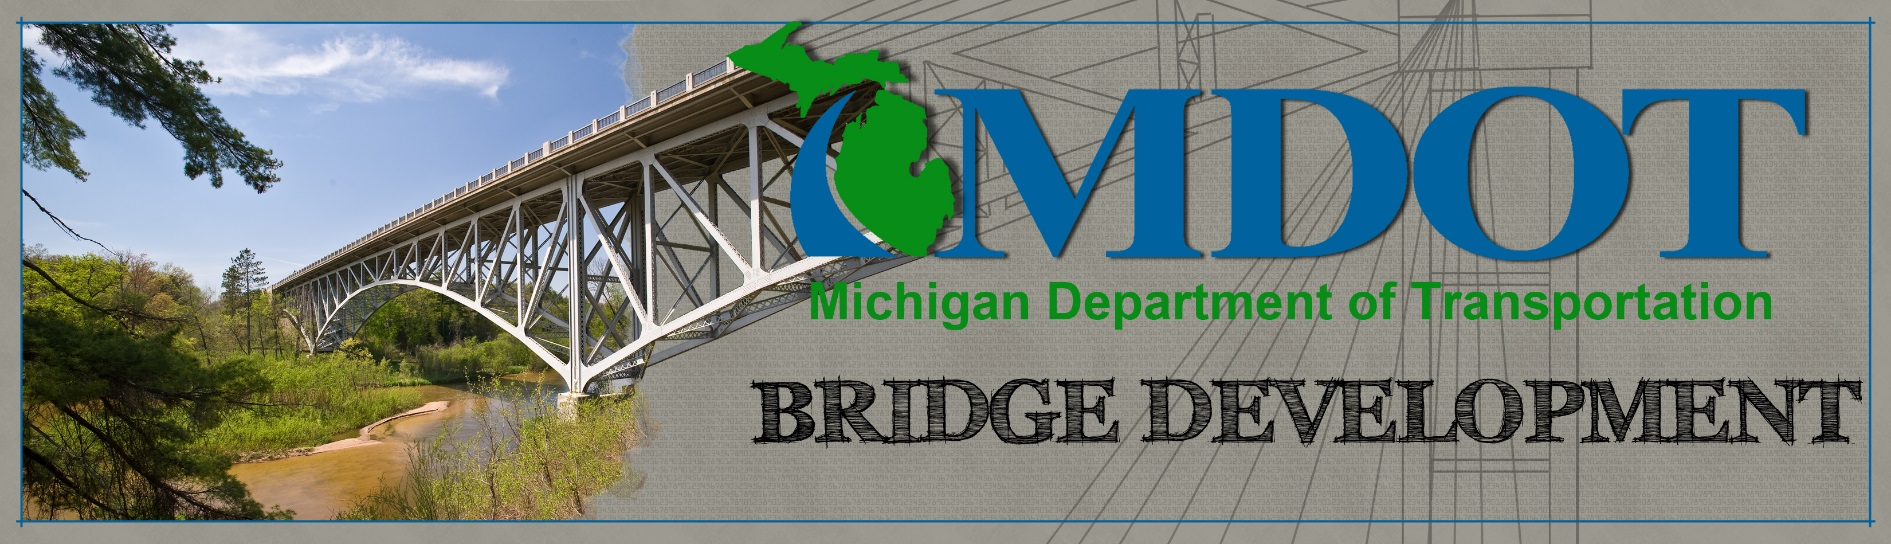 MDOT
Michigan Department of Transportation
BRIDGE DEVELOPMENT